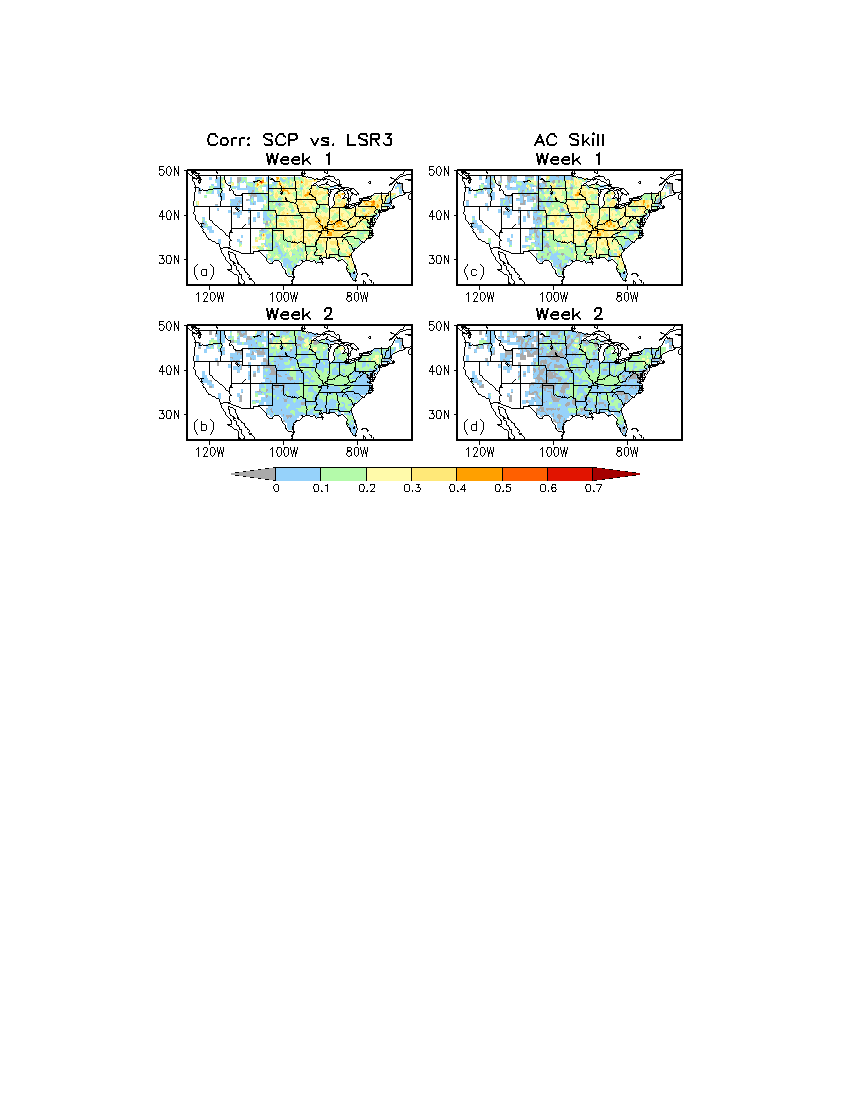 Corr: SCP vs. LSR3
AC Skill
Week 1
Week 1
50N
40N
30N
(a)
120W 100W 80W
50N
40N
30N
(c)
120W 100W 80W
Week 2
Week 2
50N
40N
30N
(b)
120W 100W 80W
50N
40N
30N
(d)
120W 100W 80W
0 0.1 0.2 0.3 0.4 0.5 0.6 0.7